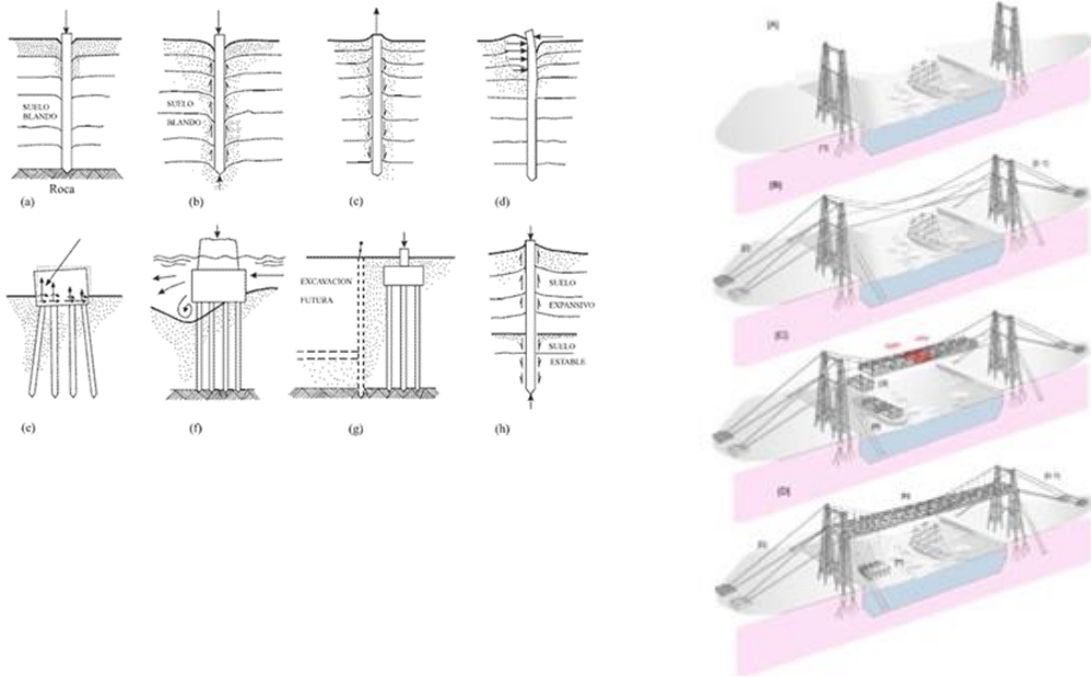 SUELO
BLANDO
Roca
(a)
SUELO
BLANDO
(b)
(c)
(d)
(e)
EXCAVACION
FUTURA
(f)
(g)
SUELO
EXPANSIVO
SUELO
ESTABLE
(h)
[A]
[B]
[C]
[D]